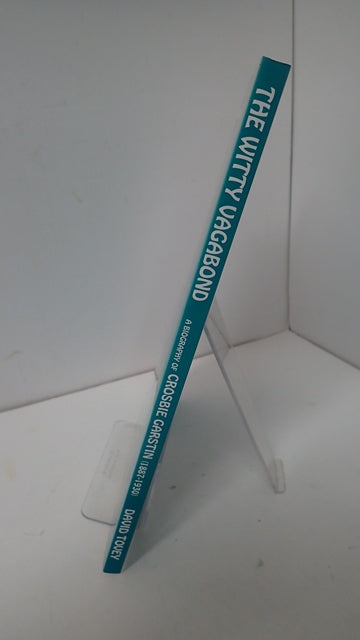 THE WITTY VAGABOND
A BIOGRAPHY OF CROSBIE GARSTIN (1887-1930)
DAVID TOVEY